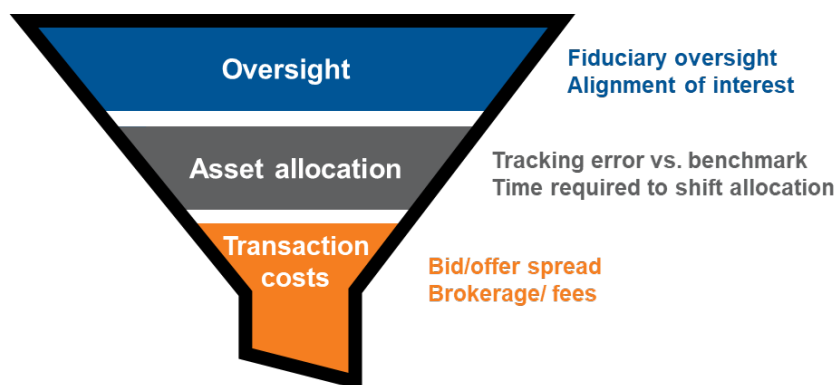 Oversight
Fiduciary oversight
Alignment of interest
Asset allocation
Tracking error vs. benchmark
Time required to shift allocation
Transaction
costs
Bid/offer spread
Brokerage/ fees